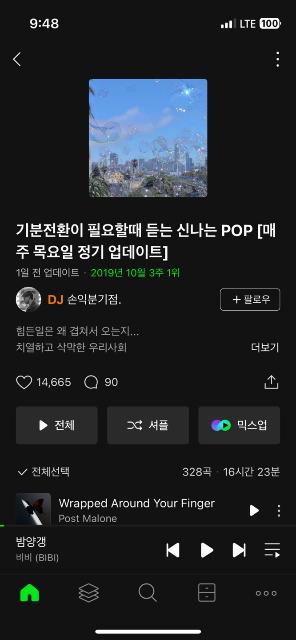 9:48
LTE 100
기분전환이 필요할때 듣는 신나는 POP [매
주 목요일 정기 업데이트]
1일 전 업데이트 · 2019년 10월 3주 1위
DJ 손익분기점.
+ 팔로우
힘든일은 왜 겹쳐서 오는지...
치열하고 삭막한 우리사회
더보기
14,665
90
전체
셔플
믹스업
전체선택
328곡 · 16시간 23분
Wrapped Around Your Finger
Post Malone
밤양갱
비비 (BIBI)